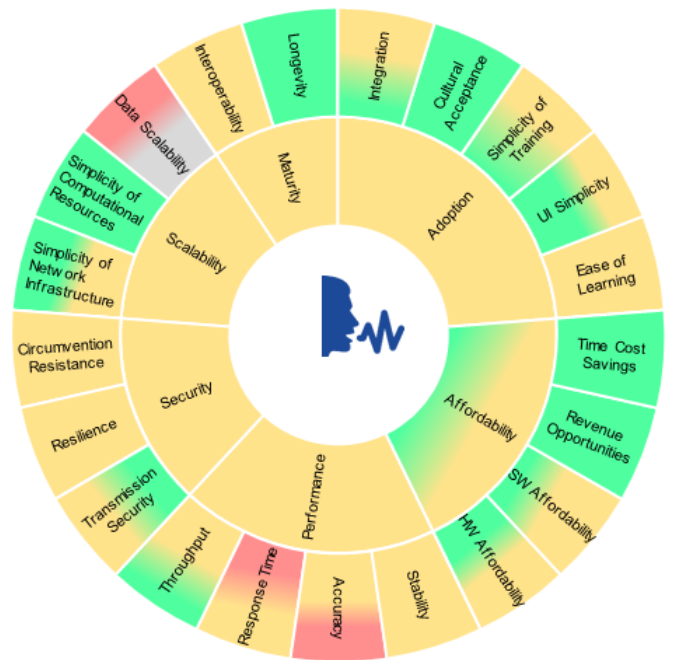 Integration
Cultural
Acceptance
Simplicity of
Training
UI Simplicity
Ease of
Learning
Time Cost
Savings
Revenue
Opportunities
SW Affordability
HW Affordability
Stability
Accuracy
Response Time
Throughput
Transmission
Security
Resilience
Circumvention
Resistance
Simplicity of
Network
Infrastructure
Simplicity of
Computational
Resources
Data Scalability
Interoperability
Longevity
Adoption
Affordability
Performance
Security
Scalability
Maturity